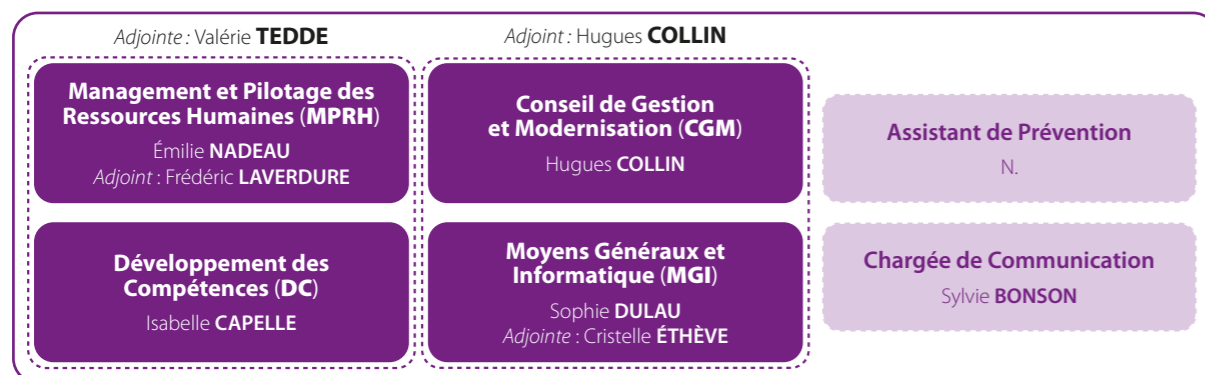 Adjointe : Valérie TEDDE
Management et Pilotage des
Ressources Humaines (MPRH)
Émilie NADEAU
Adjoint : Frédéric LAVERDURE
Développement des
Compétences (DC)
Isabelle CAPELLE
Adjoint : Hugues COLLIN
Conseil de Gestion
et Modernisation (CGM)
Hugues COLLIN
Moyens Généraux et
Informatique (MGI)
Sophie DULAU
Adjointe : Cristelle ÉTHÈVE
Assistant de Prévention
N.
Chargée de Communication
Sylvie BONSON